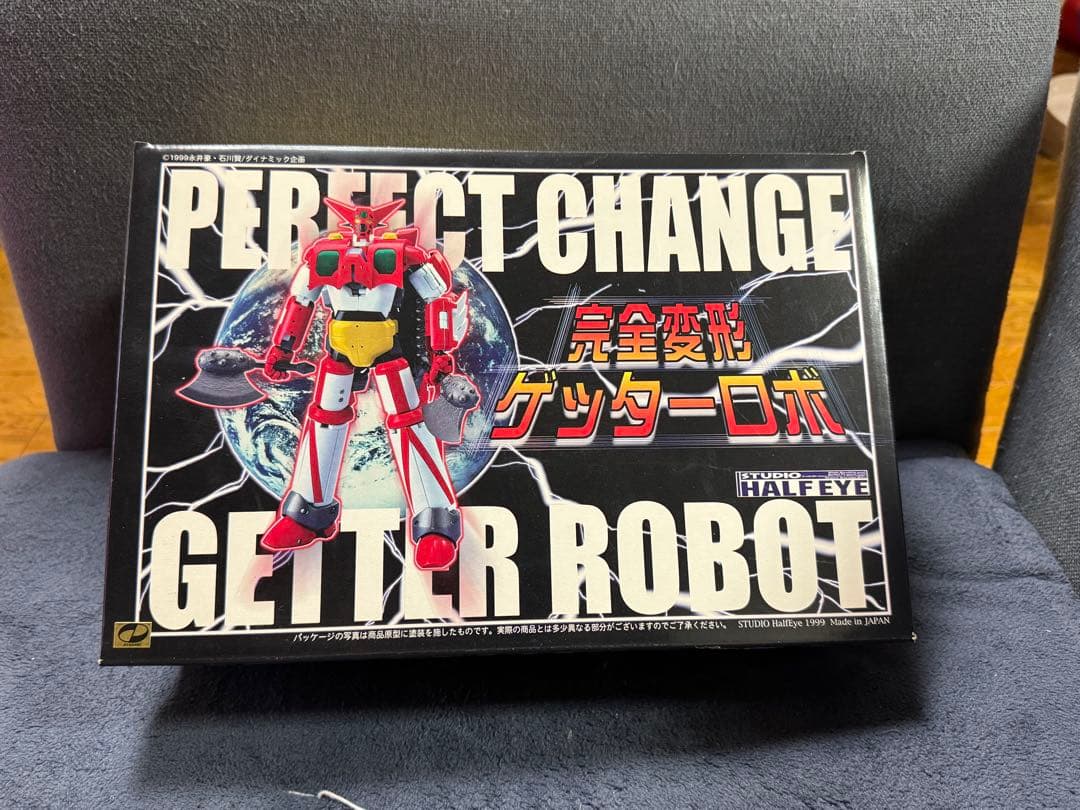 ©1999永井豪・石川賢/ダイナミック企画
PERFECT CHANGE
完全変形
ゲッターロボ
STUDIO
HALFEYE
GETTER ROBOT
パッケージの写真は商品原型に塗装を施したものです。実際の商品とは多少異なる部分がございますのでご了承ください。
STUDIO HalfEye 1999 Made in JAPAN